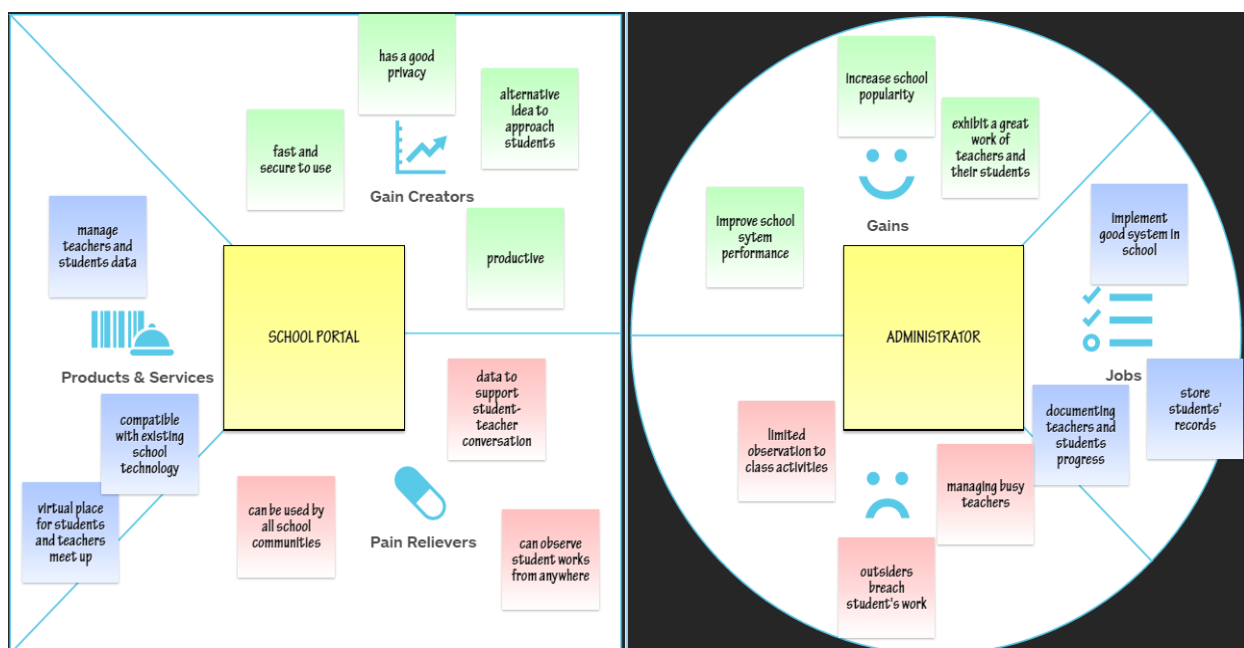 has a good
privacy
alternative
idea to
approach
students
fast and
secure to use
Gain Creators
manage
teachers and
students data
productive
SCHOOL PORTAL
Products & Services
compatible
with existing
school
technology
virtual place
for students
and teachers
meet up
data to
support
student-
teacher
conversation
can be used by
all school
communities
Pain Relievers
can observe
student works
from anywhere
increase school
popularity
exhibit a great
work of
teachers and
their students
Gains
improve school
sytem
performance
implement
good system in
school
ADMINISTRATOR
Jobs
store
students'
records
documenting
teachers and
students
progress
limited
observation to
class activities
managing busy
teachers
outsiders
breach
student's work